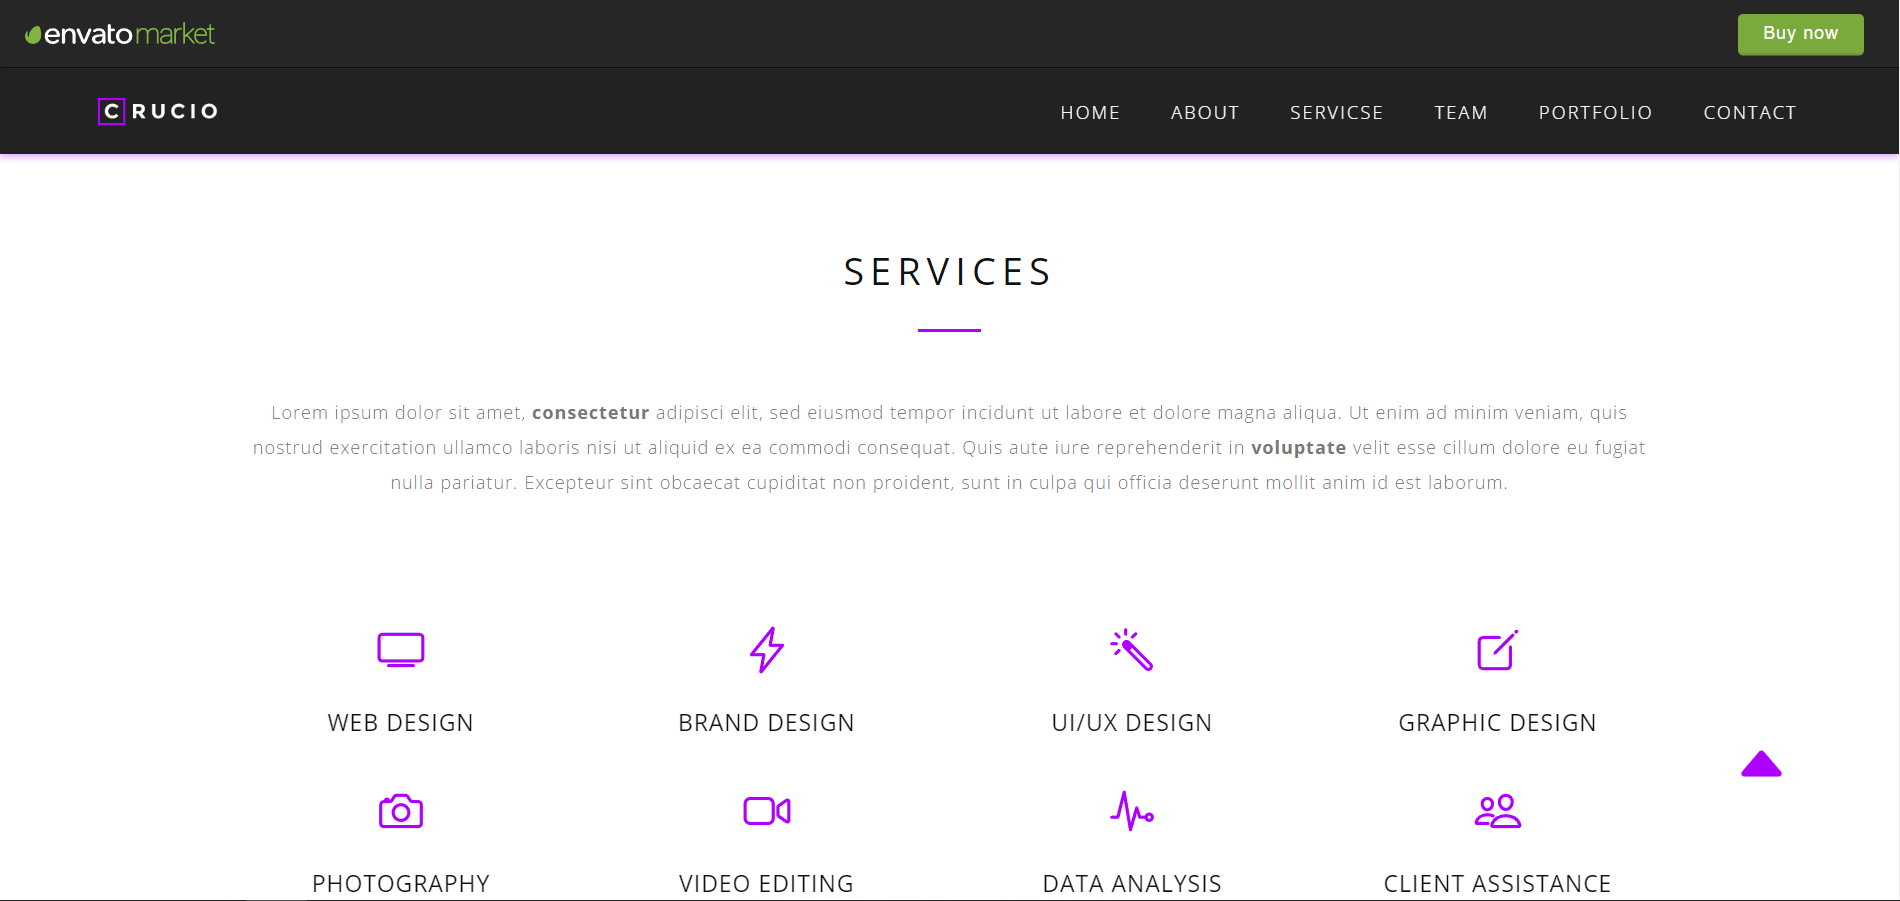 envatomarket
Buy now
CRUCIO
HOME ABOUT SERVICSE TEAM PORTFOLIO CONTACT
SERVICES
Lorem ipsum dolor sit amet, consectetur adipisci elit, sed eiusmod tempor incidunt ut labore et dolore magna aliqua. Ut enim ad minim veniam, quis
nostrud exercitation ullamco laboris nisi ut aliquid ex ea commodi consequat. Quis aute iure reprehenderit in voluptate velit esse cillum dolore eu fugiat
nulla pariatur. Excepteur sint obcaecat cupiditat non proident, sunt in culpa qui officia deserunt mollit anim id est laborum.
WEB DESIGN BRAND DESIGN UI/UX DESIGN GRAPHIC DESIGN
PHOTOGRAPHY VIDEO EDITING DATA ANALYSIS CLIENT ASSISTANCE